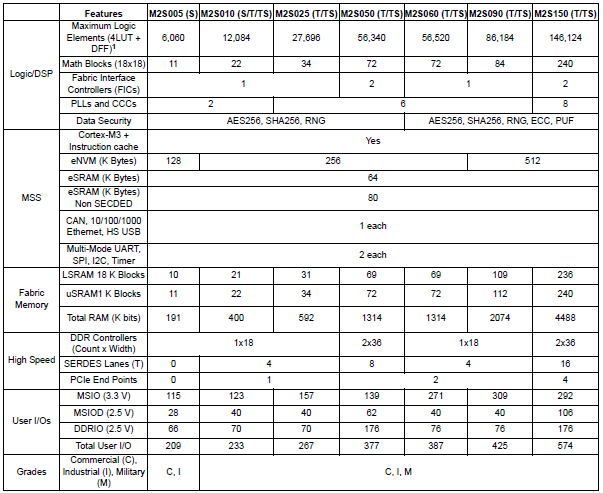 Features M2S005 (S) M2S010 (S/T/TS) M2S025 (T/TS) M2S050 (T/TS) M2S060 (T/TS) M2S090 (T/TS) M2S150 (T/TS)
Logic/DSP
Maximum Logic
Elements (4LUT +
DFF)1
6,060 12,084 27,696 56,340 56,520 86,184 146,124
Math Blocks (18x18) 11 22 34 72 72 84 240
Fabric Interface
Controllers (FICs)
1 2 1 2
PLLs and CCCs 2 6 8
Data Security AES256, SHA256, RNG AES256, SHA256, RNG, ECC, PUF
MSS
Cortex-M3 +
Instruction cache
Yes
eNVM (K Bytes) 128 256 512
eSRAM (K Bytes) 64
eSRAM (K Bytes)
Non SECDED
80
CAN, 10/100/1000
Ethernet, HS USB
1 each
Multi-Mode UART,
SPI, I2C, Timer
2 each
Fabric
Memory
LSRAM 18 K Blocks 10 21 31 69 69 109 236
uSRAM1 K Blocks 11 22 34 72 72 112 240
Total RAM (K bits) 191 400 592 1314 1314 2074 4488
High Speed
DDR Controllers
(Count x Width)
1x18 2x36 1x18 2x36
SERDES Lanes (T) 0 4 8 4 16
PCIe End Points 0 1 2 4
User I/Os
MSIO (3.3 V) 115 123 157 139 271 309 292
MSIOD (2.5 V) 28 40 40 62 40 40 106
DDRIO (2.5 V) 66 70 70 176 76 76 176
Total User I/O 209 233 267 377 387 425 574
Grades
Commercial (C),
Industrial (I), Military
(M)
C, I C, I, M